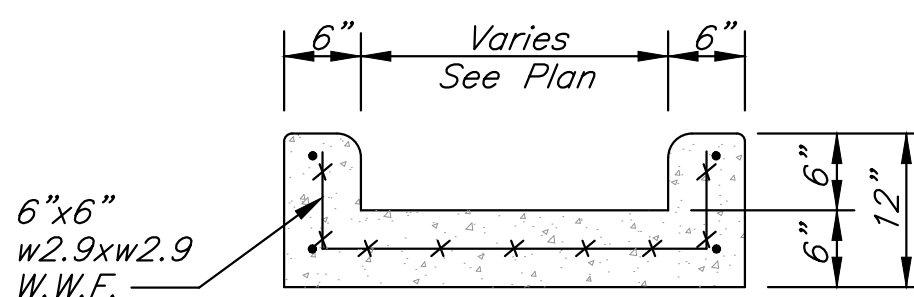 6"
Varies
See Plan
6"
6"
6"
12"
6"x6"
w2.9xw2.9
W.W.F.